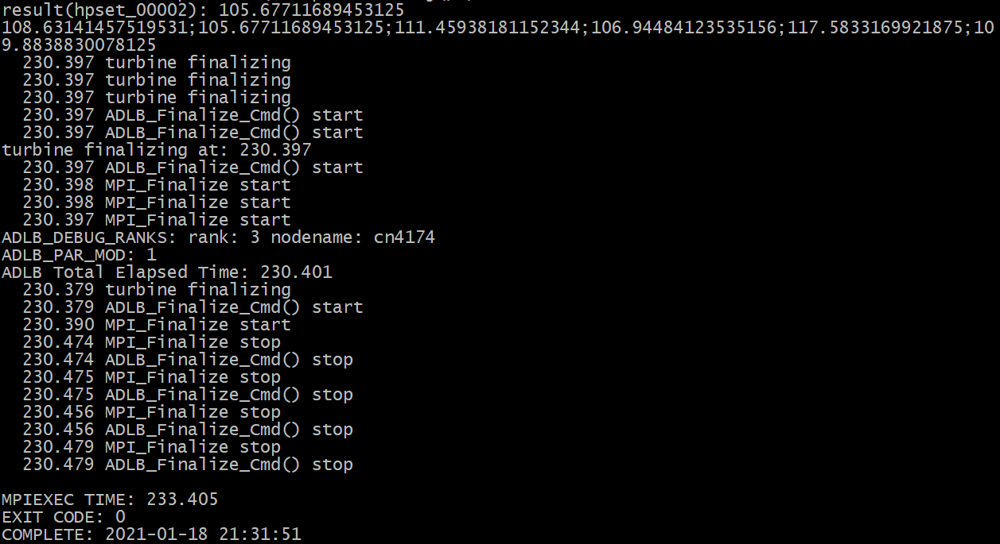 result(hpset_00002): 105.67711689453125
108.63141457519531;105.67711689453125;111.45938181152344;106.94484123535156;117.5833169921875;10
9.8838830078125
  230.397 turbine finalizing
  230.397 turbine finalizing
  230.397 turbine finalizing
  230.397 ADLB_Finalize_Cmd() start
  230.397 ADLB_Finalize_Cmd() start
turbine finalizing at: 230.397
  230.397 ADLB_Finalize_Cmd() start
  230.398 MPI_Finalize start
  230.398 MPI_Finalize start
  230.397 MPI_Finalize start
ADLB_DEBUG_RANKS: rank: 3 nodename: cn4174
ADLB_PAR_MOD: 1
ADLB Total Elapsed Time: 230.401
  230.379 turbine finalizing
  230.379 ADLB_Finalize_Cmd() start
  230.390 MPI_Finalize start
  230.474 MPI_Finalize stop
  230.474 ADLB_Finalize_Cmd() stop
  230.475 MPI_Finalize stop
  230.475 ADLB_Finalize_Cmd() stop
  230.456 MPI_Finalize stop
  230.456 ADLB_Finalize_Cmd() stop
  230.479 MPI_Finalize stop
  230.479 ADLB_Finalize_Cmd() stop
MPIEXEC TIME: 233.405
EXIT CODE: 0
COMPLETE: 2021-01-18 21:31:51